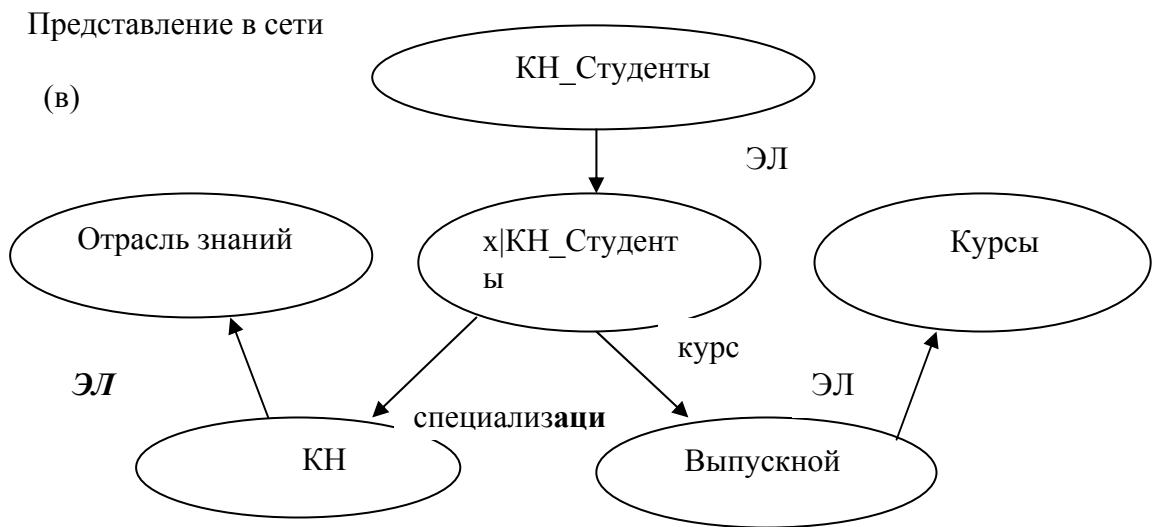 Представление в сети
КН_Студенты
(в)
ЭЛ
Отрасль знаний
х|КН_Студент
ы
Курсы
курс
ЭЛ
ЭЛ
специализаци
КН
Выпускной